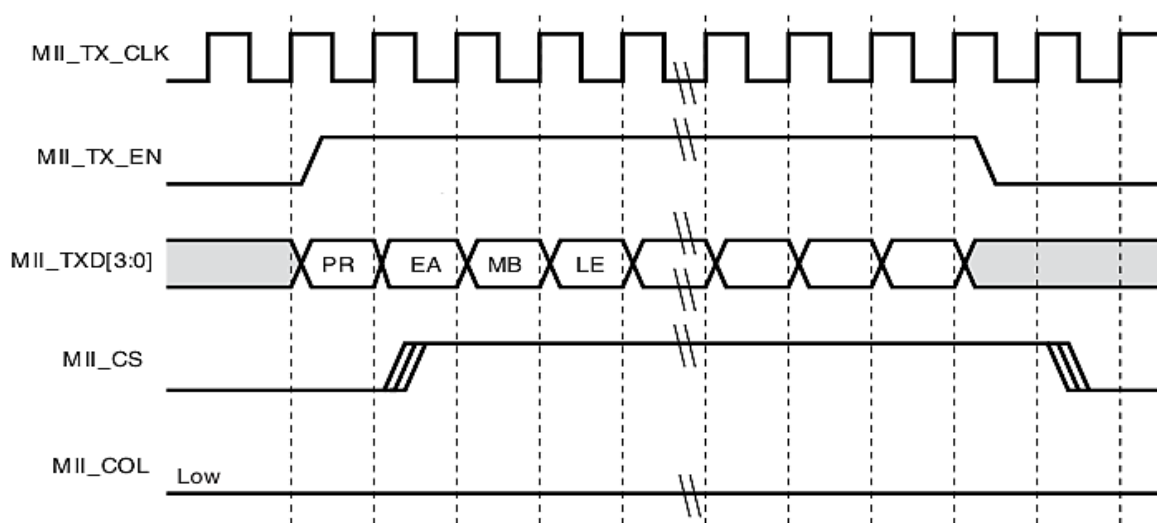 MII_TX_CLK
MII_TX_EN
MII_TXD[3:0] PR EA MB LE
MII_CS
MII_COL Low